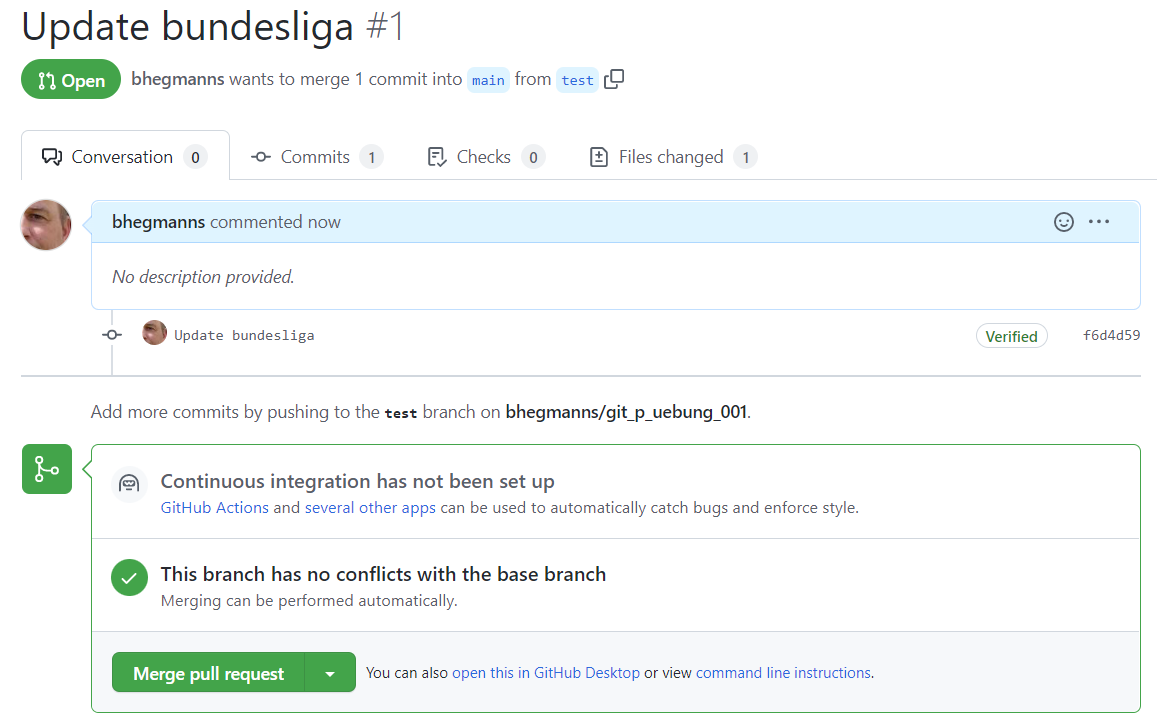 Update bundesliga #1
Open bhegmanns wants to merge 1 commit into main from test
Conversation 0 Commits 1 Checks 0 Files changed 1
bhegmanns commented now
No description provided.
Update bundesliga Verified f6d4d59
Add more commits by pushing to the test branch on bhegmanns/git_p_uebung_001.
Continuous integration has not been set up
GitHub Actions and several other apps can be used to automatically catch bugs and enforce style.
This branch has no conflicts with the base branch
Merging can be performed automatically.
Merge pull request You can also open this in GitHub Desktop or view command line instructions.